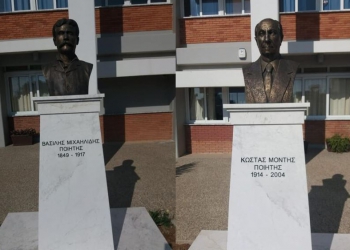 ΒΑΣΙΛΗΣ ΜΙΧΑΗΛΙΔΗΣ
ΠΟΙΗΤΗΣ
1849 - 1917
ΚΩΣΤΑΣ ΜΟΝΤΗΣ
ΠΟΙΗΤΗΣ
1914 - 2004